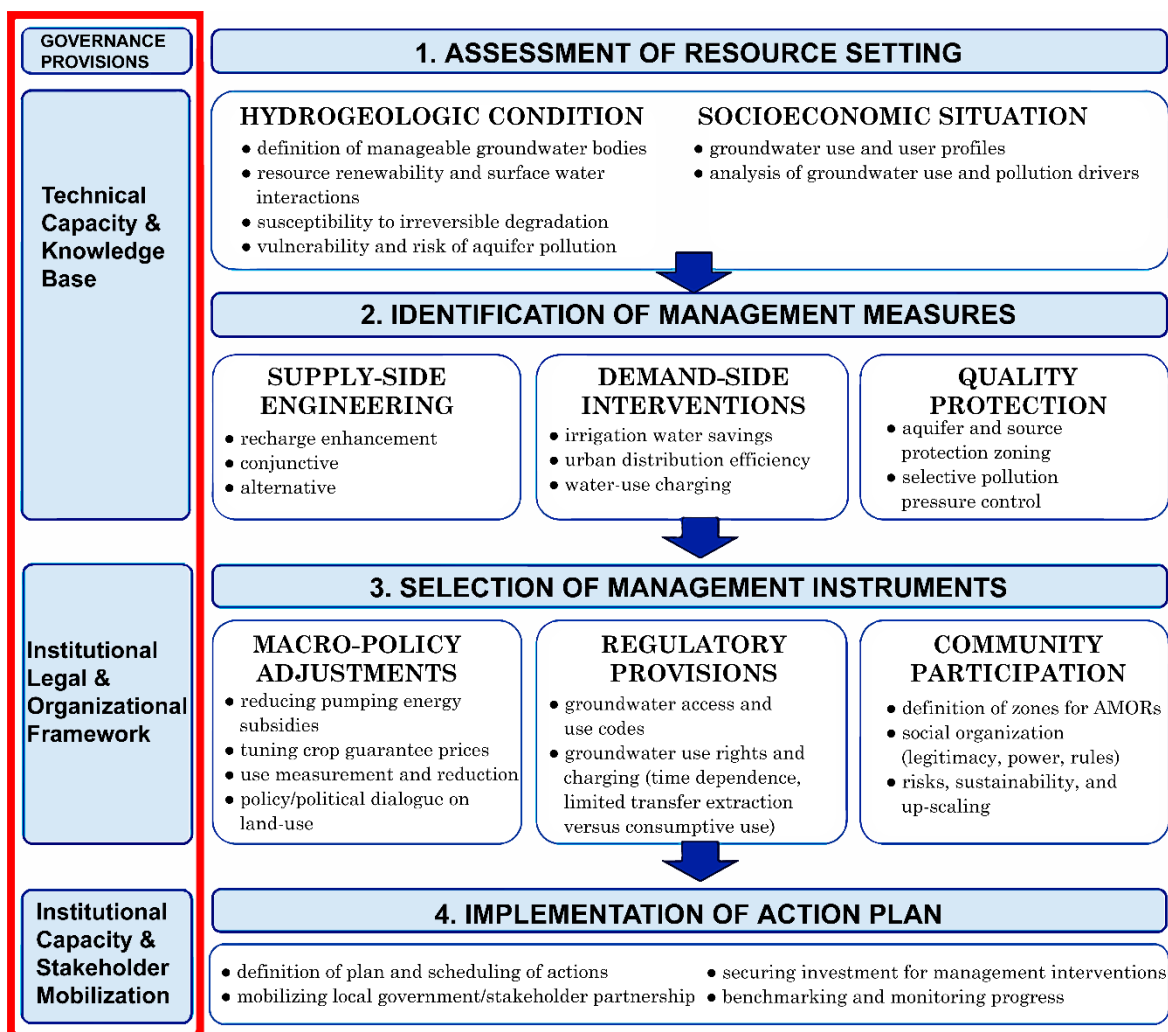 GOVERNANCE
PROVISIONS
1. ASSESSMENT OF RESOURCE SETTING
Technical
Capacity &
Knowledge
Base
HYDROGEOLOGIC CONDITION
● definition of manageable groundwater bodies
● resource renewability and surface water
interactions
● susceptibility to irreversible degradation
● vulnerability and risk of aquifer pollution
SOCIOECONOMIC SITUATION
● groundwater use and user profiles
● analysis of groundwater use and pollution drivers
2. IDENTIFICATION OF MANAGEMENT MEASURES
SUPPLY-SIDE
ENGINEERING
● recharge enhancement
● conjunctive
● alternative
DEMAND-SIDE
INTERVENTIONS
● irrigation water savings
● urban distribution efficiency
● water-use charging
QUALITY
PROTECTION
● aquifer and source
protection zoning
● selective pollution
pressure control
3. SELECTION OF MANAGEMENT INSTRUMENTS
Institutional
Legal &
Organizational
Framework
MACRO-POLICY
ADJUSTMENTS
● reducing pumping energy
subsidies
● tuning crop guarantee prices
● use measurement and reduction
● policy/political dialogue on
land-use
REGULATORY
PROVISIONS
● groundwater access and
use codes
● groundwater use rights and
charging (time dependence,
limited transfer extraction
versus consumptive use)
COMMUNITY
PARTICIPATION
● definition of zones for AMORs
● social organization
(legitimacy, power, rules)
● risks, sustainability, and
up-scaling
Institutional
Capacity &
Stakeholder
Mobilization
4. IMPLEMENTATION OF ACTION PLAN
● definition of plan and scheduling of actions
● mobilizing local government/stakeholder partnership
● securing investment for management interventions
● benchmarking and monitoring progress